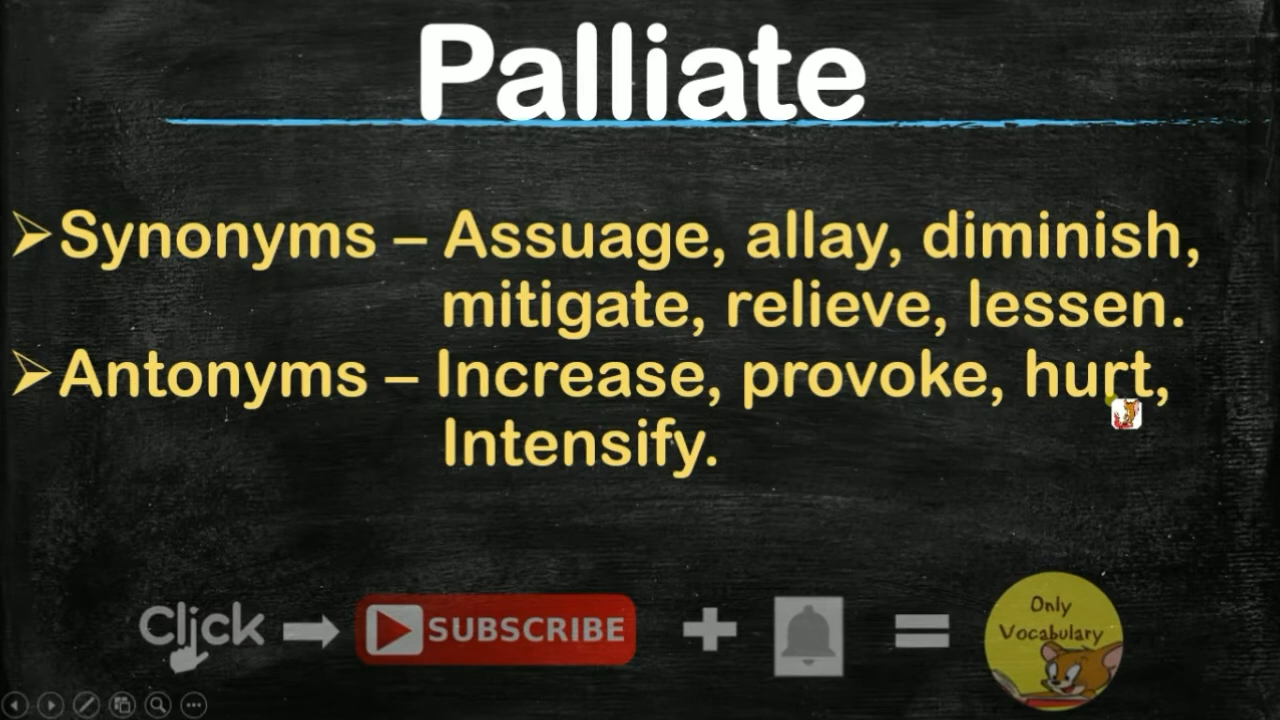 Palliate
➢Synonyms – Assuage, allay, diminish,
mitigate, relieve, lessen.
➢Antonyms – Increase, provoke, hurt,
Intensify.
Click SUBSCRIBE + =
Only
Vocabulary